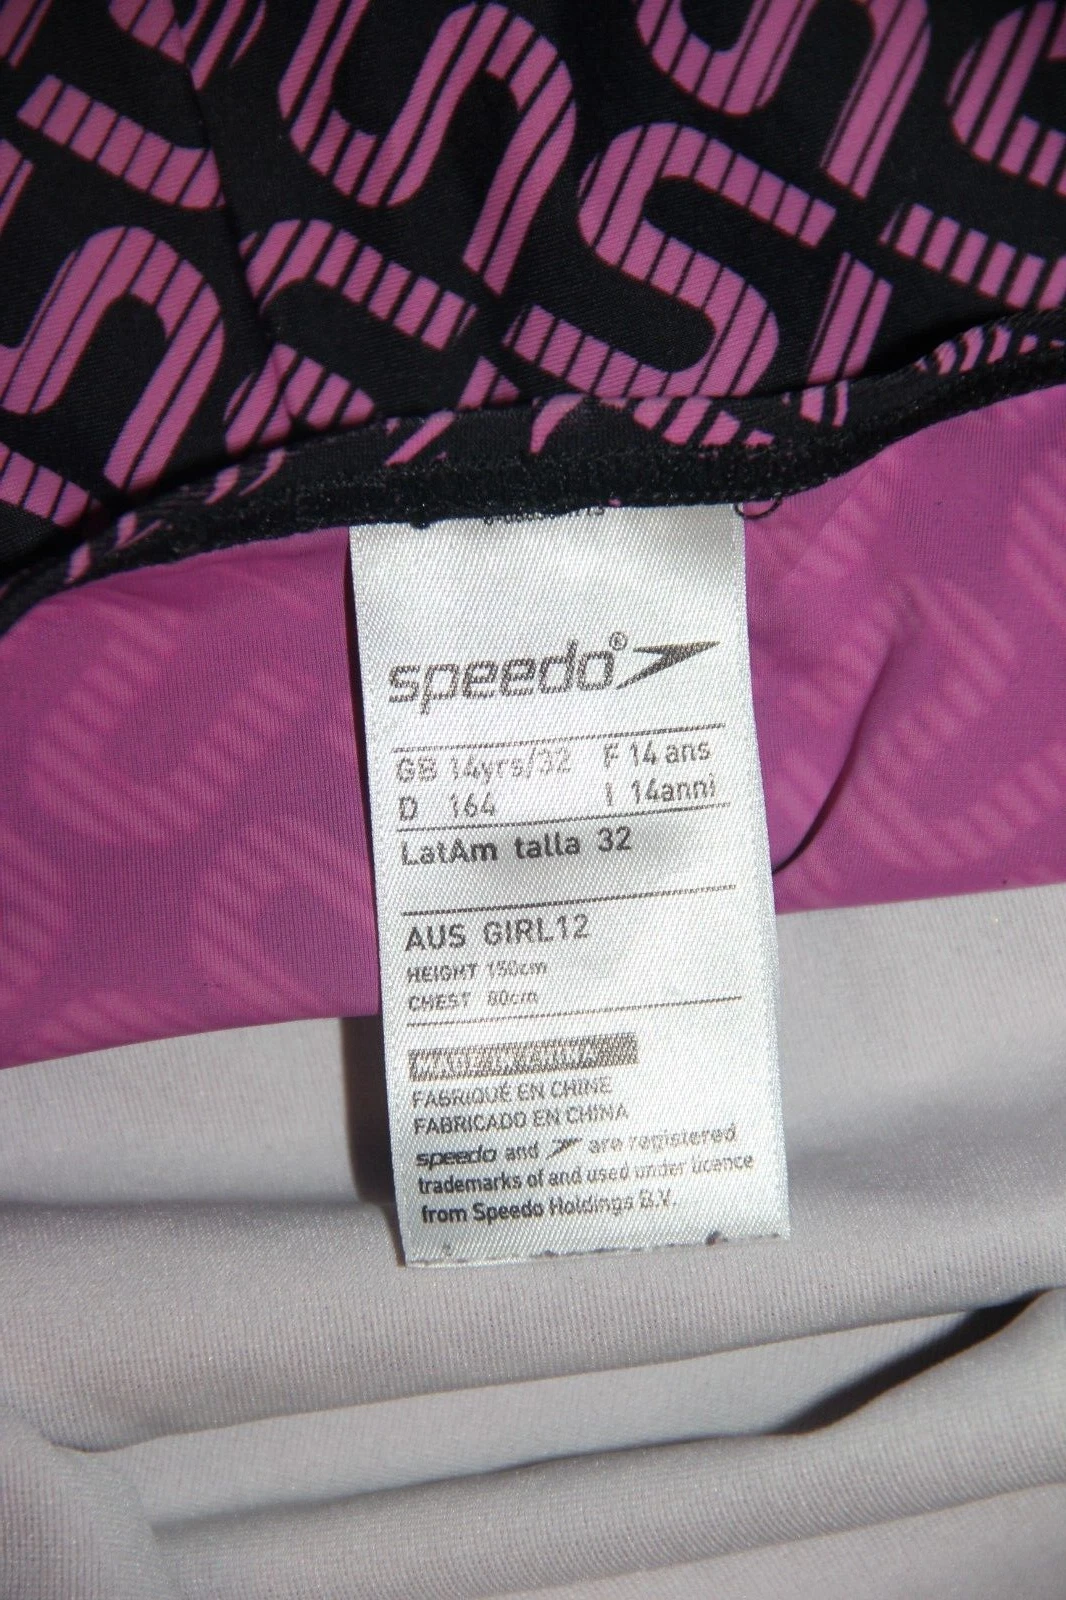 speedo®
GB 14yrs/32 F 14 ans
D 164 I 14anni
LatAm talla 32
AUS GIRL12
HEIGHT 150cm
CHEST 80cm
MADE IN CHINA
FABRIQUÉ EN CHINE
FABRICADO EN CHINA
speedo and are registered
trademarks of and used under licence
from Speedo Holdings B.V.